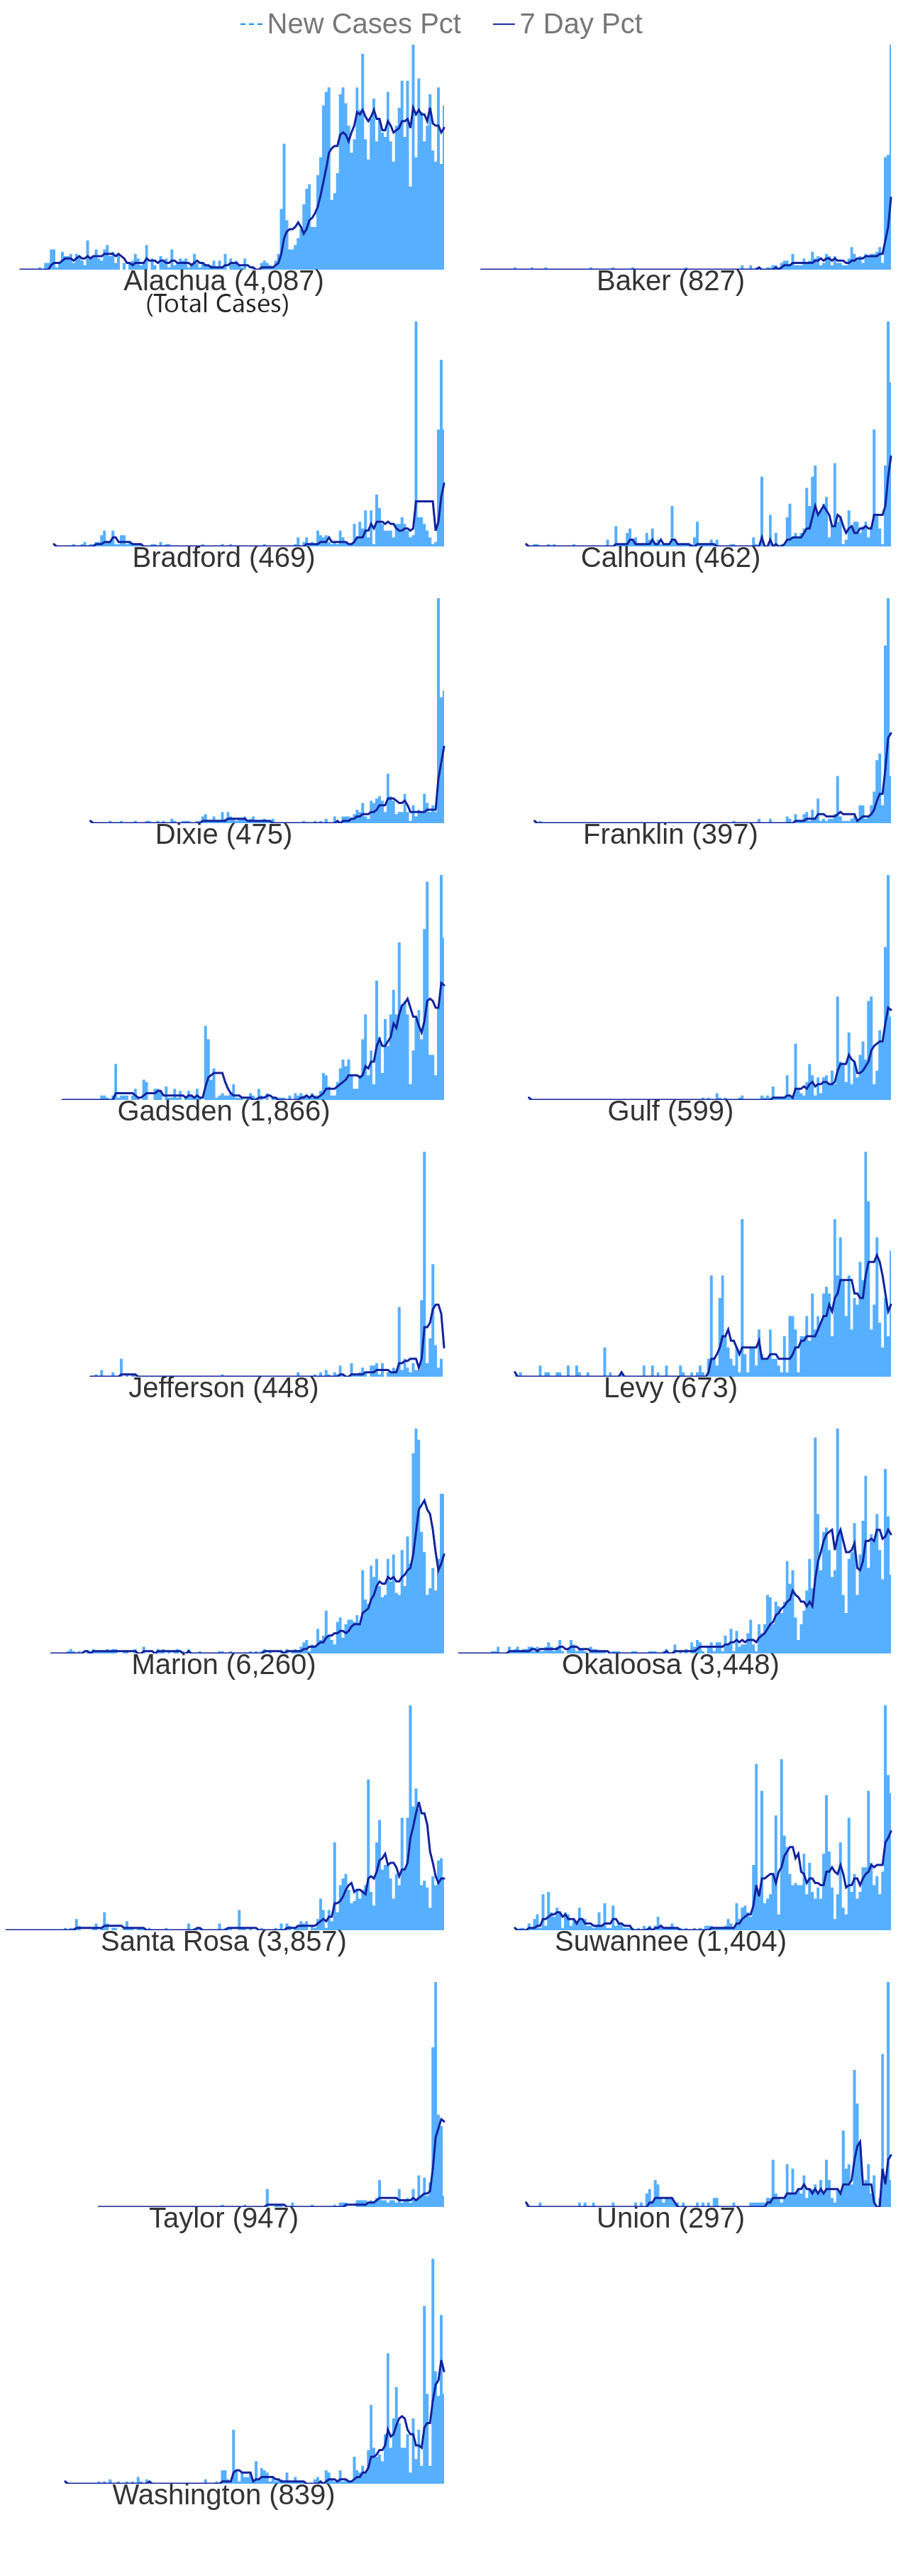 New Cases Pct 7 Day Pct
Alachua (4,087) Baker (827)
(Total Cases)
Bradford (469) Calhoun (462)
Dixie (475) Franklin (397)
Gadsden (1,866) Gulf (599)
Jefferson (448) Levy (673)
Marion (6,260) Okaloosa (3,448)
Santa Rosa (3,857) Suwannee (1,404)
Taylor (947) Union (297)
Washington (839)